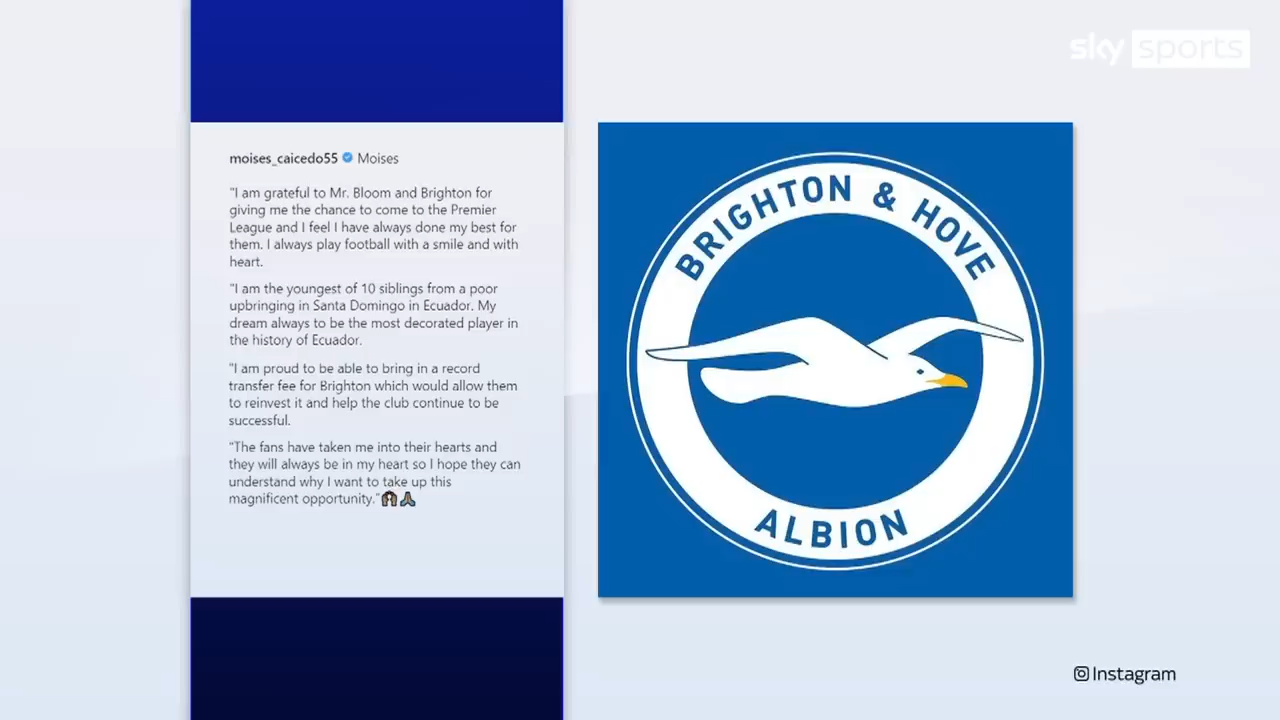 sky sports
moises_caicedo55 Moises
"I am grateful to Mr. Bloom and Brighton for
giving me the chance to come to the Premier
League and I feel I have always done my best for
them. I always play football with a smile and with
heart.
"I am the youngest of 10 siblings from a poor
upbringing in Santa Domingo in Ecuador. My
dream always to be the most decorated player in
the history of Ecuador.
"I am proud to be able to bring in a record
transfer fee for Brighton which would allow them
to reinvest it and help the club continue to be
successful.
"The fans have taken me into their hearts and
they will always be in my heart so I hope they can
understand why I want to take up this
magnificent opportunity."
BRIGHTON & HOVE
ALBION
Instagram